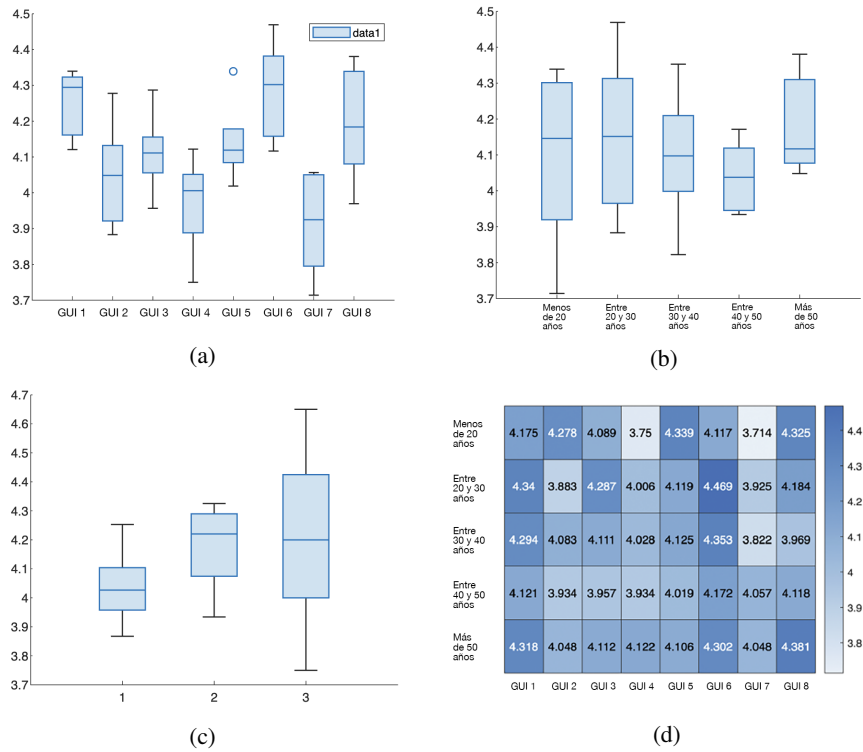 4.5
4.4
4.3
4.2
4.1
4
3.9
3.8
3.7
data1
GUI 1 GUI 2 GUI 3 GUI 4 GUI 5 GUI 6 GUI 7 GUI 8
(a)
4.5
4.4
4.3
4.2
4.1
4
3.9
3.8
3.7
Menos de 20 años
Entre 20 y 30 años
Entre 30 y 40 años
Entre 40 y 50 años
Más de 50 años
(b)
4.7
4.6
4.5
4.4
4.3
4.2
4.1
4
3.9
3.8
3.7
1 2 3
(c)
Menos de 20 años
4.175 4.278 4.089 3.75 4.339 4.117 3.714 4.325
Entre 20 y 30 años
4.34 3.883 4.287 4.006 4.119 4.469 3.925 4.184
Entre 30 y 40 años
4.294 4.083 4.111 4.028 4.125 4.353 3.822 3.969
Entre 40 y 50 años
4.121 3.934 3.957 3.934 4.019 4.172 4.057 4.118
Más de 50 años
4.318 4.048 4.112 4.122 4.106 4.302 4.048 4.381
GUI 1 GUI 2 GUI 3 GUI 4 GUI 5 GUI 6 GUI 7 GUI 8
4.4
4.3
4.2
4.1
4
3.9
3.8
(d)